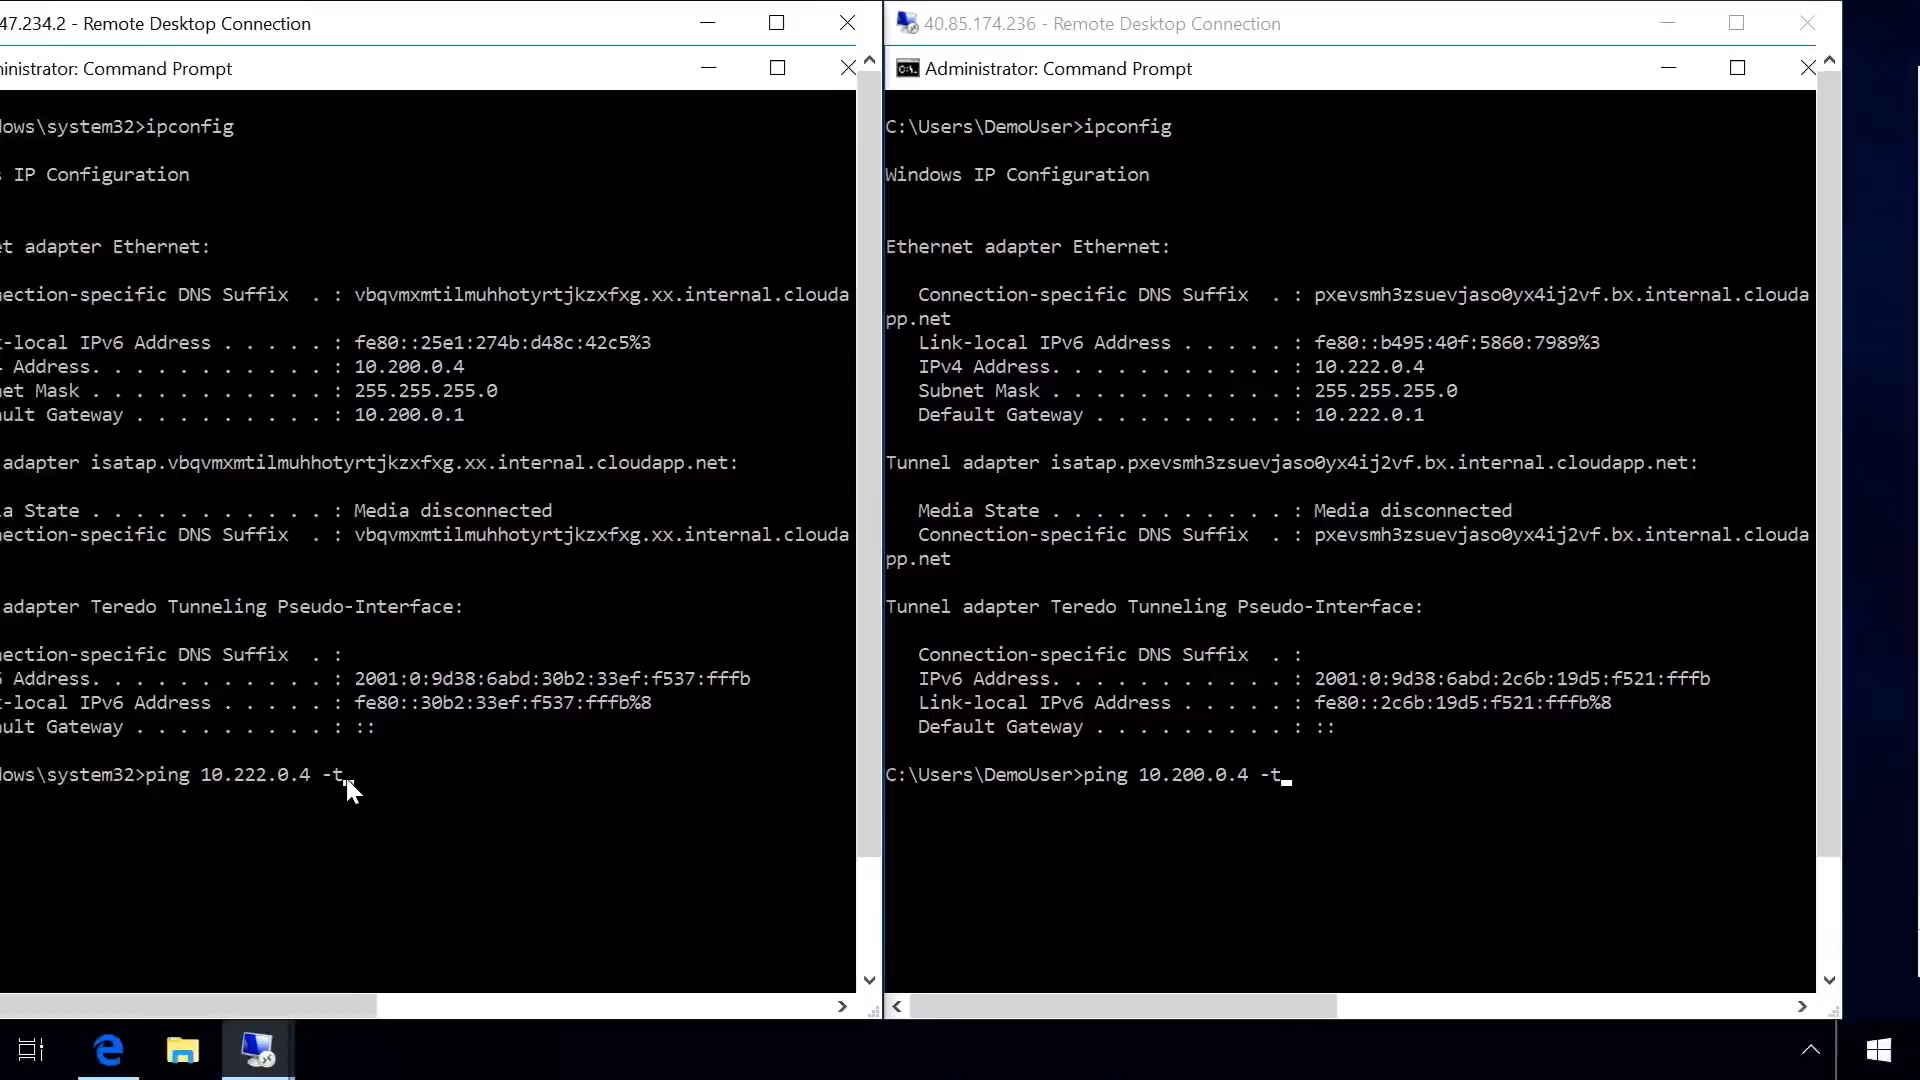 47.234.2 - Remote Desktop Connection
inistrator: Command Prompt
ows\system32>ipconfig
s IP Configuration
et adapter Ethernet:
ection-specific DNS Suffix  . : vbqvmxmtilmuhhotyrtjkzxfxg.xx.internal.clouda
k-local IPv6 Address . . . . . : fe80::25e1:274b:d48c:42c5%3
4 Address. . . . . . . . . . . : 10.200.0.4
et Mask . . . . . . . . . . . : 255.255.255.0
ult Gateway . . . . . . . . . : 10.200.0.1
adapter isatap.vbqvmxmtilmuhhotyrtjkzxfxg.xx.internal.cloudapp.net:
a State . . . . . . . . . . . : Media disconnected
ection-specific DNS Suffix  . : vbqvmxmtilmuhhotyrtjkzxfxg.xx.internal.clouda
adapter Teredo Tunneling Pseudo-Interface:
ection-specific DNS Suffix  . :
6 Address. . . . . . . . . . . : 2001:0:9d38:6abd:30b2:33ef:f537:fffb
k-local IPv6 Address . . . . . : fe80::30b2:33ef:f537:fffb%8
ult Gateway . . . . . . . . . : ::
ows\system32>ping 10.222.0.4 -t
40.85.174.236 - Remote Desktop Connection
Administrator: Command Prompt
C:\Users\DemoUser>ipconfig
Windows IP Configuration
Ethernet adapter Ethernet:
Connection-specific DNS Suffix  . : pxevsmh3zsuevjaso0yx4ij2vf.bx.internal.clouda
pp.net
Link-local IPv6 Address . . . . . : fe80::b495:40f:5860:7989%3
IPv4 Address. . . . . . . . . . . : 10.222.0.4
Subnet Mask . . . . . . . . . . . : 255.255.255.0
Default Gateway . . . . . . . . . : 10.222.0.1
Tunnel adapter isatap.pxevsmh3zsuevjaso0yx4ij2vf.bx.internal.cloudapp.net:
Media State . . . . . . . . . . . : Media disconnected
Connection-specific DNS Suffix  . : pxevsmh3zsuevjaso0yx4ij2vf.bx.internal.clouda
pp.net
Tunnel adapter Teredo Tunneling Pseudo-Interface:
Connection-specific DNS Suffix  . :
IPv6 Address. . . . . . . . . . . : 2001:0:9d38:6abd:2c6b:19d5:f521:fffb
Link-local IPv6 Address . . . . . : fe80::2c6b:19d5:f521:fffb%8
Default Gateway . . . . . . . . . : ::
C:\Users\DemoUser>ping 10.200.0.4 -t